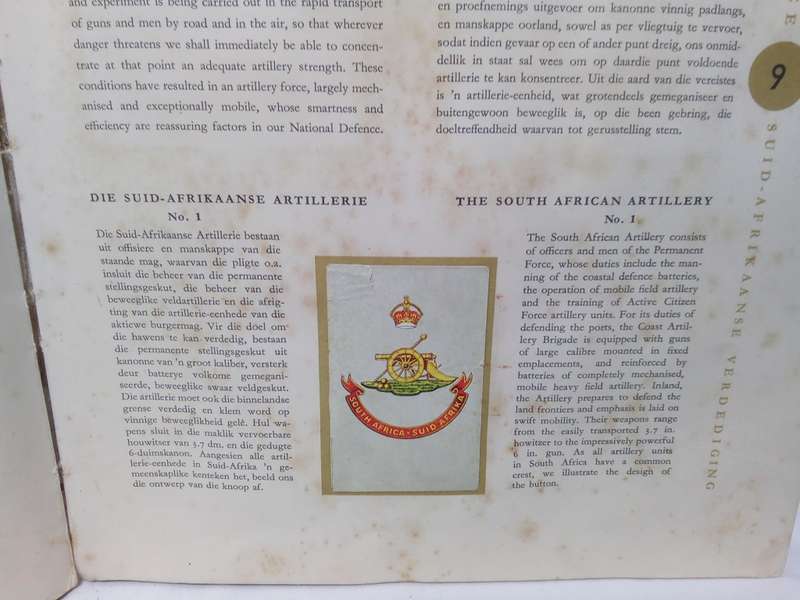 and experiment is being carried out in the rapid transport
of guns and men by road and in the air, so that wherever
danger threatens we shall immediately be able to concen-
trate at that point an adequate artillery strength. These
conditions have resulted in an artillery force, largely mech-
anised and exceptionally mobile, whose smartness and
efficiency are reassuring factors in our National Defence.
en proefnemings uitgevoer om kanonne vinnig padlangs,
en manskappe oorland, sowel as per vliegtuig te vervoer,
sodat indien gevaar op een of ander punt dreig, ons onmid-
dellik in staat sal wees om op daardie punt voldoende
artillerie te kan konsentreer. Uit die aard van die vereistes
is 'n artillerie-eenheid, wat grotendeels gemeganiseer en
buitengewoon beweeglik is, op die been gebring, die
doeltreffendheid waarvan tot gerusstelling stem.
DIE SUID-AFRIKAANSE ARTILLERIE
No. 1
Die Suid-Afrikaanse Artillerie bestaan
uit offisiere en manskappe van die
staande mag, waarvan die pligte o.a.
insluit die beheer van die permanente
stellingsgeskut, die beheer van die
beweeglike veldartillerie en die afrig-
ting van die artillerie-eenhede van die
aktiewe burgermag. Vir die doel om
die hawens te kan verdedig, bestaan
die permanente stellingsgeskut uit
kanonne van 'n groot kaliber, versterk
deur batterye volkome gemegani-
seerde, beweeglike swaar veldgeskut.
Die artillerie moet ook die binnelandse
grense verdedig en klem word op
vinnige beweeglikheid gelê. Hul wa-
pens sluit in die maklik vervoerbare
houwitser van 3.7 dm. en die gedugte
6-duimskanon. Aangesien alle artil-
lerie-eenhede in Suid-Afrika 'n ge-
meenskaplike kenteken het, beeld ons
die ontwerp van die knoop af.
SOUTH AFRICA · SUID AFRIKA
THE SOUTH AFRICAN ARTILLERY
No. 1
The South African Artillery consists
of officers and men of the Permanent
Force, whose duties include the man-
ning of the coastal defence batteries,
the operation of mobile field artillery
and the training of Active Citizen
Force artillery units. For its duties of
defending the ports, the Coast Artil-
lery Brigade is equipped with guns
of large calibre mounted in fixed
emplacements, and reinforced by
batteries of completely mechanised,
mobile heavy field artillery. Inland,
the Artillery prepares to defend the
land frontiers and emphasis is laid on
swift mobility. Their weapons range
from the easily transported 3.7 in.
howitzer to the impressively powerful
6 in. gun. As all artillery units
in South Africa have a common
crest, we illustrate the design of
the button.
9
SUID-AFRIKAANSE VERDEDIGING